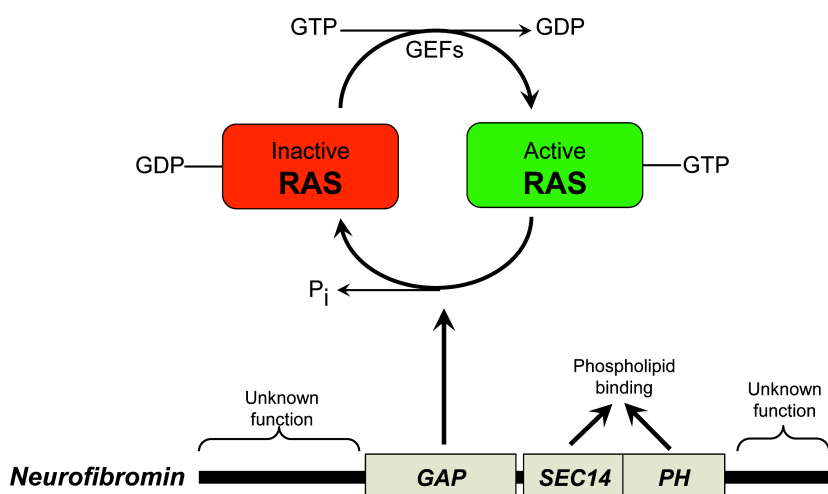 GTP GDP
GEFs
Inactive
RAS
Active
RAS
GDP
GTP
Pi
Phospholipid
binding
Unknown
function
Unknown
function
Neurofibromin
GAP
SEC14
PH